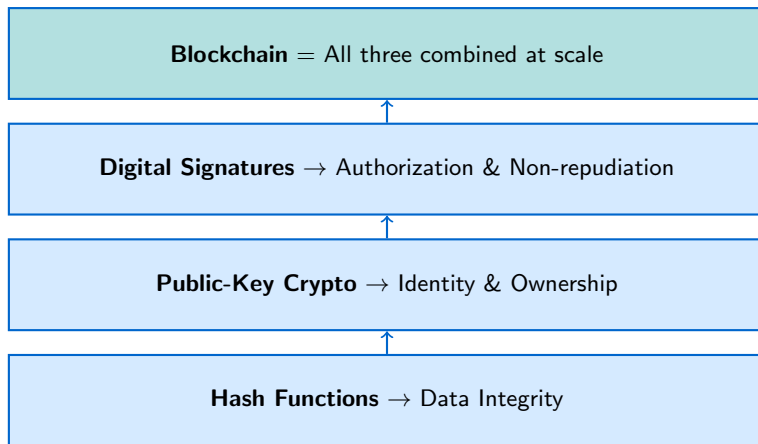 Blockchain = All three combined at scale
Digital Signatures → Authorization & Non-repudiation
Public-Key Crypto → Identity & Ownership
Hash Functions → Data Integrity